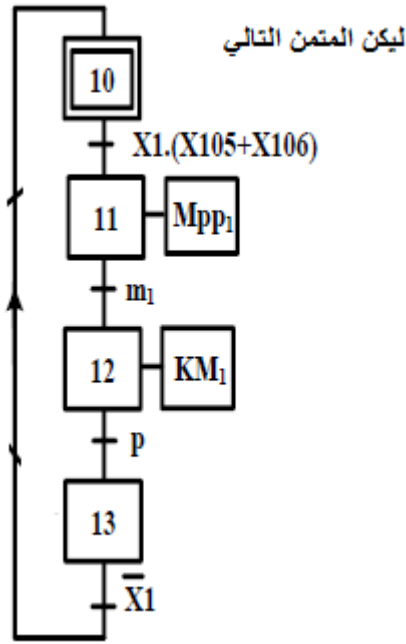 ليكن المتمن التالي
10
X1.(X105+X106)
11
Mpp₁
m₁
12
KM₁
p
13
X̅1